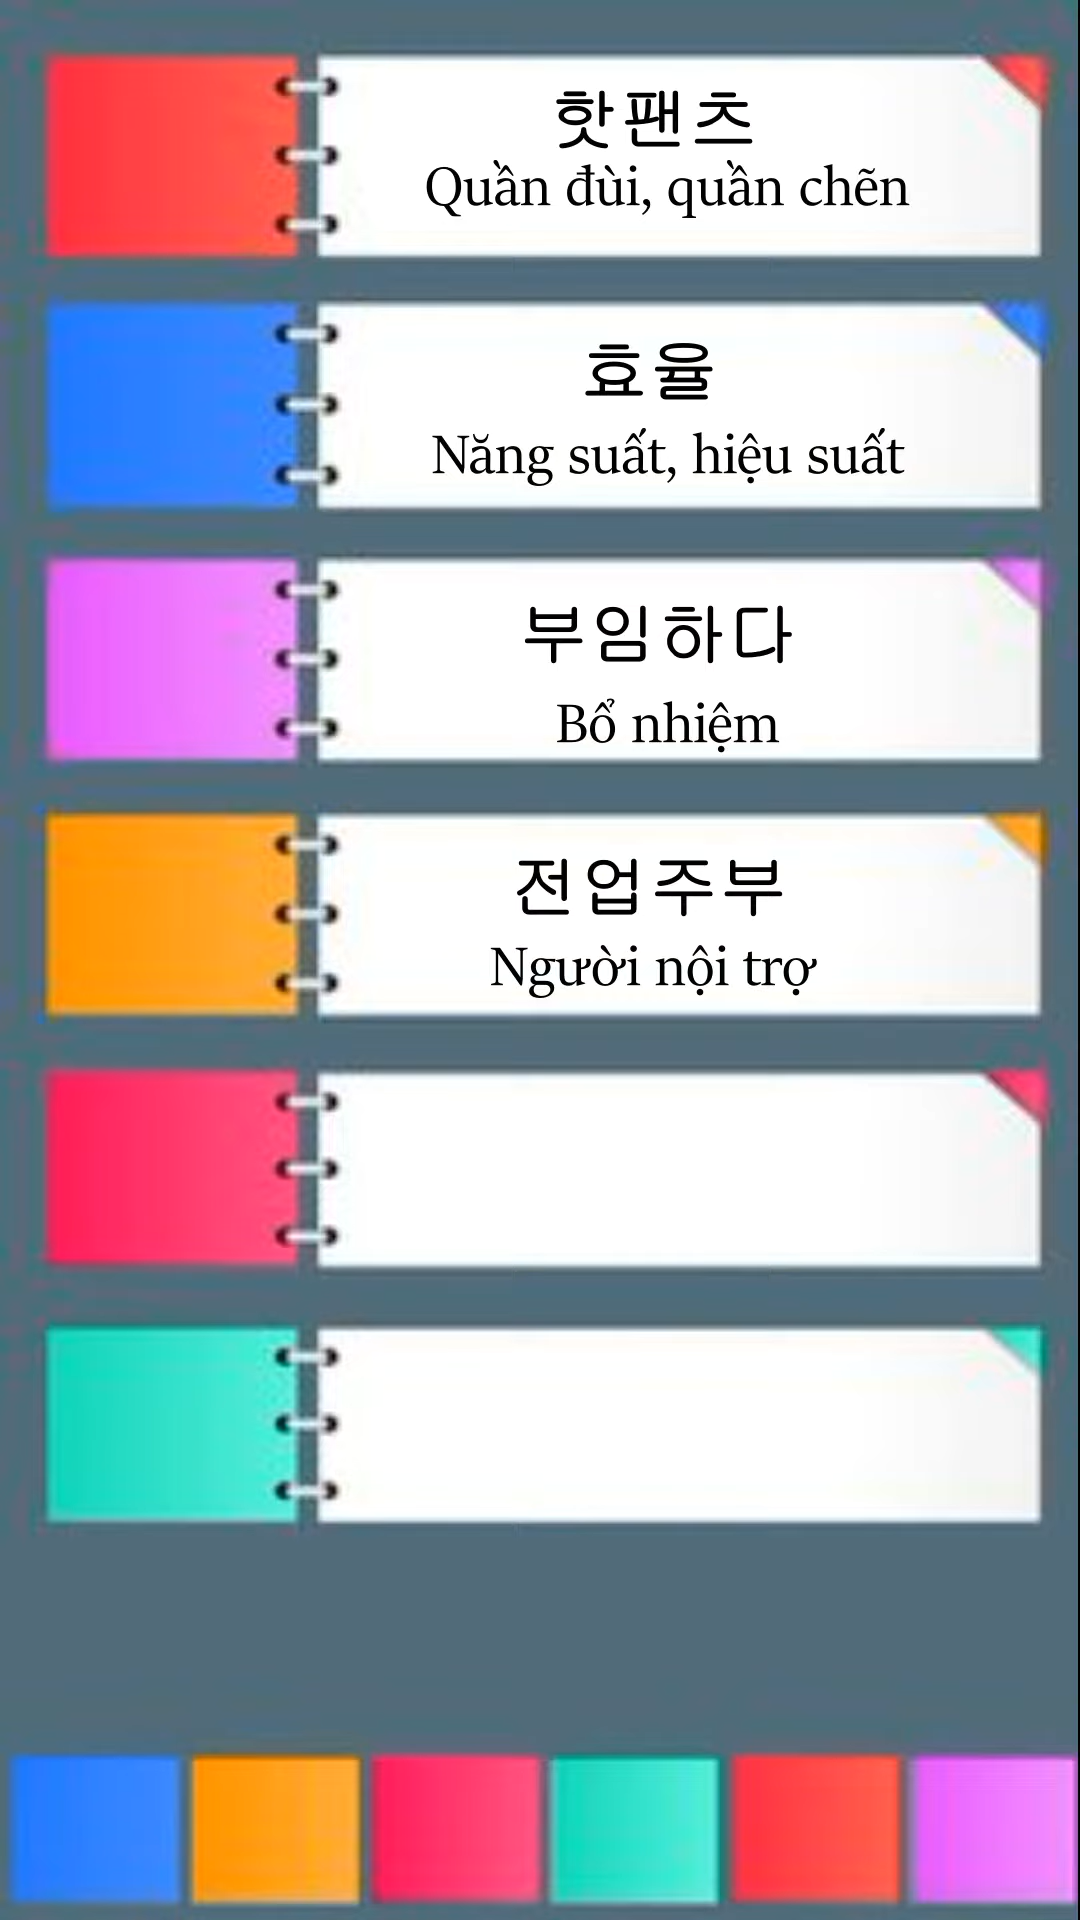 핫팬츠
Quần đùi, quần chẽn
효율
Năng suất, hiệu suất
부임하다
Bổ nhiệm
전업주부
Người nội trợ